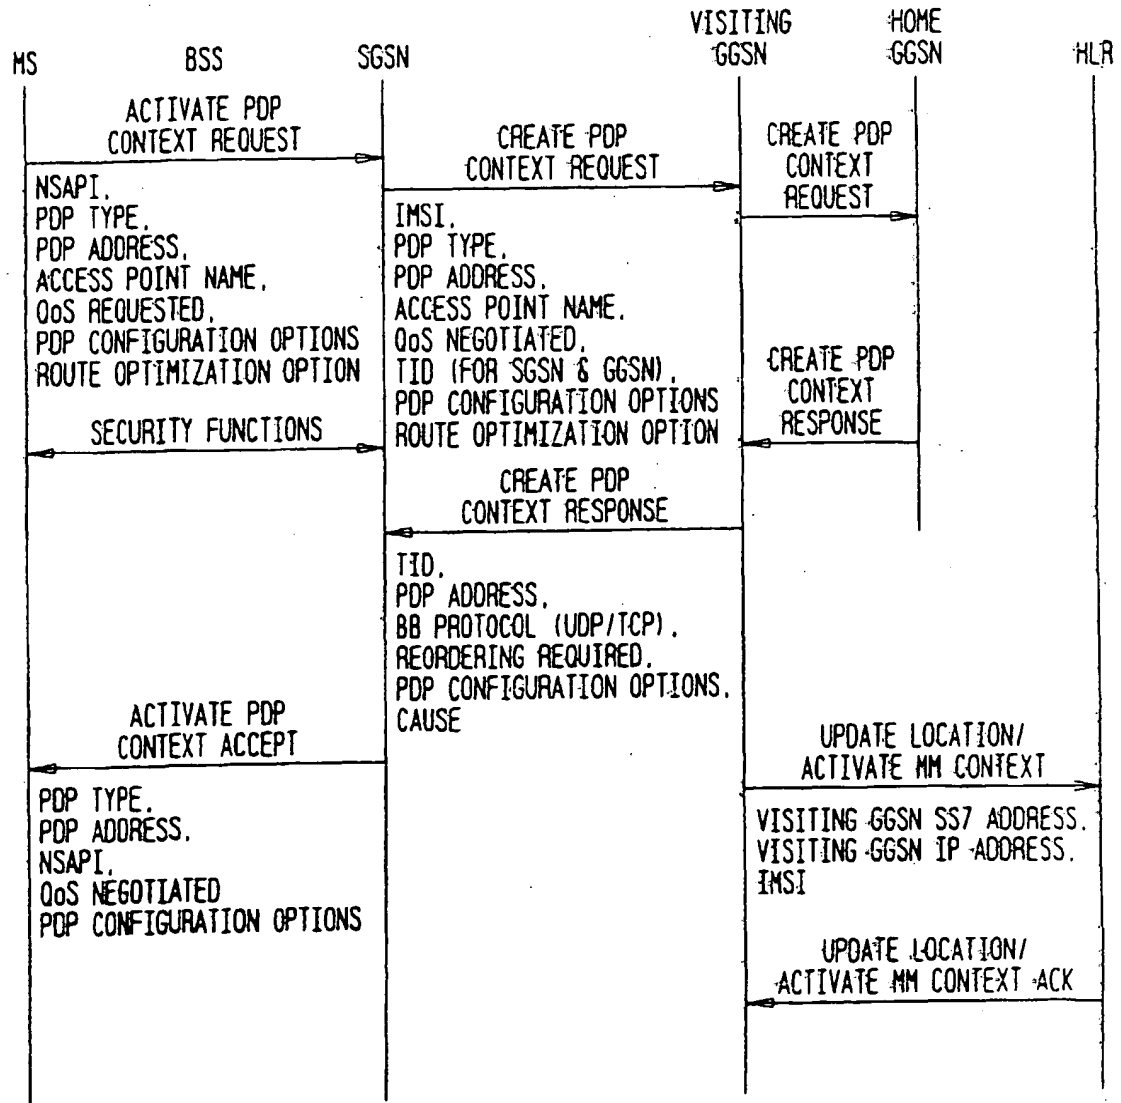 VISITING HOME
MS BSS SGSN GGSN GGSN HLR
ACTIVATE PDP
CONTEXT REQUEST
NSAPI,
PDP TYPE,
PDP ADDRESS,
ACCESS POINT NAME,
QoS REQUESTED,
PDP CONFIGURATION OPTIONS
ROUTE OPTIMIZATION OPTION
SECURITY FUNCTIONS
CREATE PDP
CONTEXT REQUEST
IMSI,
PDP TYPE,
PDP ADDRESS,
ACCESS POINT NAME,
QoS NEGOTIATED,
TID (FOR SGSN & GGSN),
PDP CONFIGURATION OPTIONS
ROUTE OPTIMIZATION OPTION
CREATE PDP
CONTEXT
REQUEST
CREATE PDP
CONTEXT
RESPONSE
CREATE PDP
CONTEXT RESPONSE
TID,
PDP ADDRESS,
BB PROTOCOL (UDP/TCP),
REORDERING REQUIRED,
PDP CONFIGURATION OPTIONS,
CAUSE
ACTIVATE PDP
CONTEXT ACCEPT
PDP TYPE,
PDP ADDRESS,
NSAPI,
QoS NEGOTIATED
PDP CONFIGURATION OPTIONS
UPDATE LOCATION/
ACTIVATE MM CONTEXT
VISITING GGSN SS7 ADDRESS,
VISITING GGSN IP ADDRESS,
IMSI
UPDATE LOCATION/
ACTIVATE MM CONTEXT ACK